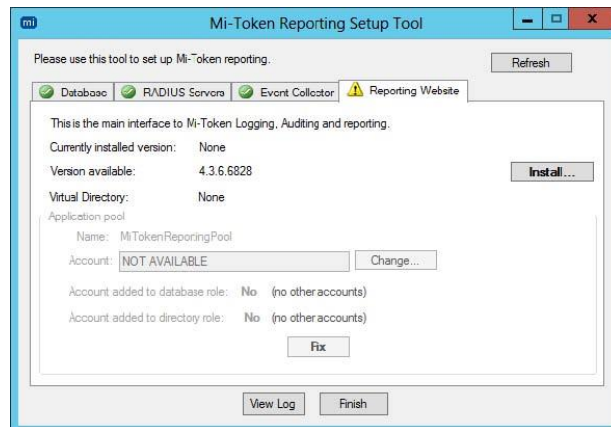 mi
Mi-Token Reporting Setup Tool
Please use this tool to set up Mi-Token reporting.
Refresh
Database
RADIUS Servers
Event Collector
Reporting Website
This is the main interface to Mi-Token Logging, Auditing and reporting.
Currently installed version: None
Version available: 4.3.6.6828
Install...
Virtual Directory: None
Application pool
Name: MiTokenReportingPool
Account: NOT AVAILABLE
Change...
Account added to database role: No (no other accounts)
Account added to directory role: No (no other accounts)
Fix
View Log
Finish